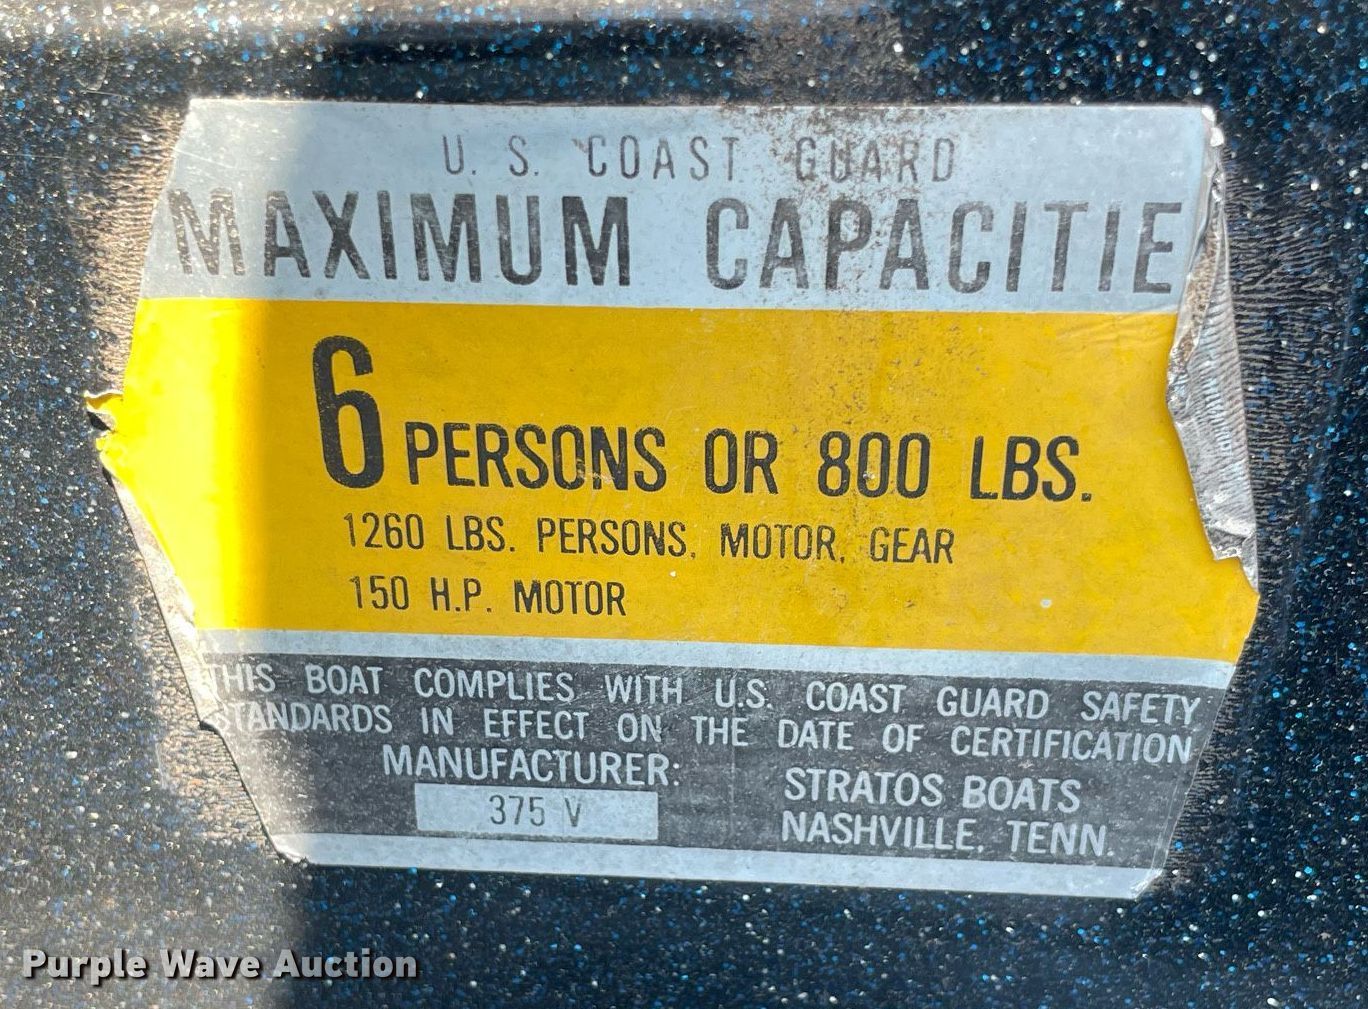 U. S. COAST GUARD
MAXIMUM CAPACITIE
6 PERSONS OR 800 LBS.
1260 LBS. PERSONS, MOTOR, GEAR
150 H.P. MOTOR
THIS BOAT COMPLIES WITH U.S. COAST GUARD SAFETY
STANDARDS IN EFFECT ON THE DATE OF CERTIFICATION
MANUFACTURER: STRATOS BOATS
375 V NASHVILLE, TENN.
Purple Wave Auction